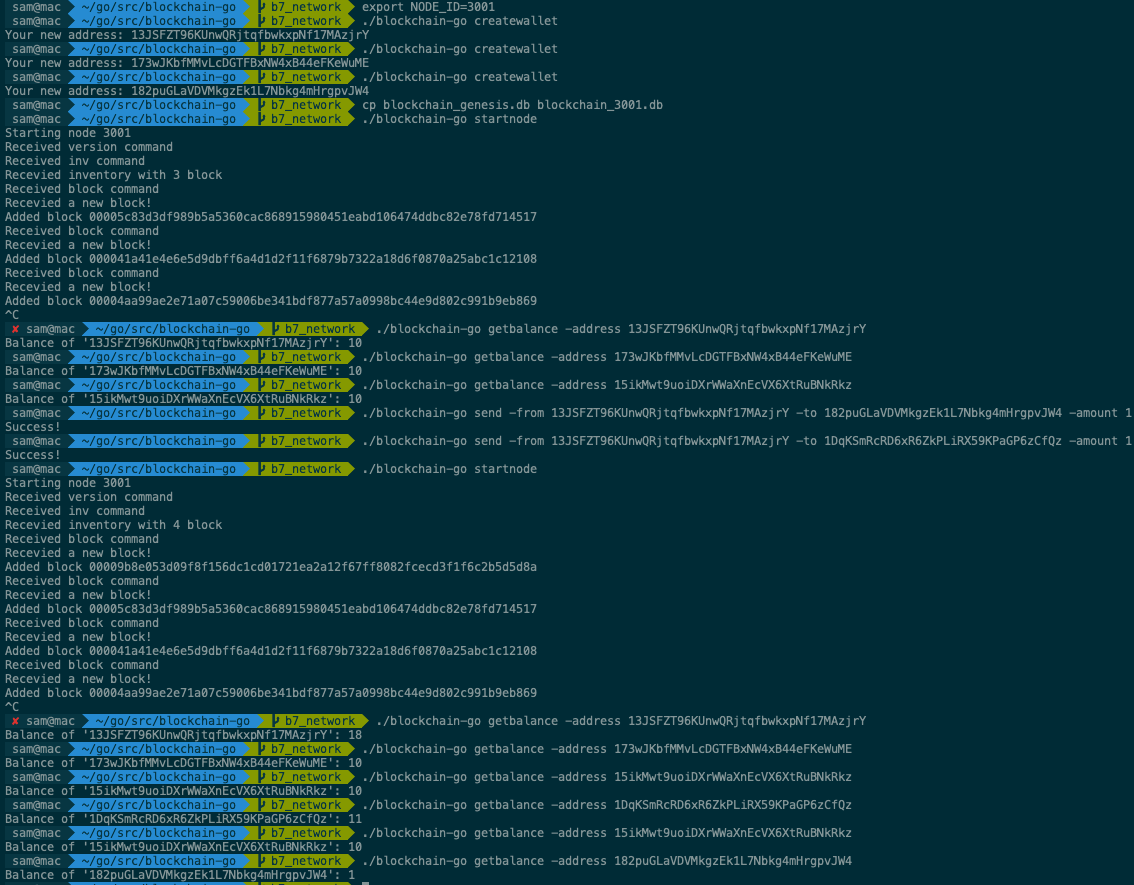 sam@mac ~/go/src/blockchain-go b7_network export NODE_ID=3001
sam@mac ~/go/src/blockchain-go b7_network ./blockchain-go createwallet
Your new address: 13JSFZT96KUnwQRjtqfbwkxpNf17MAzjrY
sam@mac ~/go/src/blockchain-go b7_network ./blockchain-go createwallet
Your new address: 173wJKbfMMvLcDGTFBxNW4xB44eFKeWuME
sam@mac ~/go/src/blockchain-go b7_network ./blockchain-go createwallet
Your new address: 182puGLaVDVMkgzEk1L7Nbkg4mHrgpvJW4
sam@mac ~/go/src/blockchain-go b7_network cp blockchain_genesis.db blockchain_3001.db
sam@mac ~/go/src/blockchain-go b7_network ./blockchain-go startnode
Starting node 3001
Received version command
Received inv command
Recevied inventory with 3 block
Received block command
Recevied a new block!
Added block 00005c83d3df989b5a5360cac868915980451eabd106474ddbc82e78fd714517
Received block command
Recevied a new block!
Added block 000041a41e4e6e5d9dbff6a4d1d2f11f6879b7322a18d6f0870a25abc1c12108
Received block command
Recevied a new block!
Added block 00004aa99ae2e71a07c59006be341bdf877a57a0998bc44e9d802c991b9eb869
^C
✘ sam@mac ~/go/src/blockchain-go b7_network ./blockchain-go getbalance -address 13JSFZT96KUnwQRjtqfbwkxpNf17MAzjrY
Balance of '13JSFZT96KUnwQRjtqfbwkxpNf17MAzjrY': 10
sam@mac ~/go/src/blockchain-go b7_network ./blockchain-go getbalance -address 173wJKbfMMvLcDGTFBxNW4xB44eFKeWuME
Balance of '173wJKbfMMvLcDGTFBxNW4xB44eFKeWuME': 10
sam@mac ~/go/src/blockchain-go b7_network ./blockchain-go getbalance -address 15ikMwt9uoiDXrWWaXnEcVX6XtRuBNkRkz
Balance of '15ikMwt9uoiDXrWWaXnEcVX6XtRuBNkRkz': 10
sam@mac ~/go/src/blockchain-go b7_network ./blockchain-go send -from 13JSFZT96KUnwQRjtqfbwkxpNf17MAzjrY -to 182puGLaVDVMkgzEk1L7Nbkg4mHrgpvJW4 -amount 1
Success!
sam@mac ~/go/src/blockchain-go b7_network ./blockchain-go send -from 13JSFZT96KUnwQRjtqfbwkxpNf17MAzjrY -to 1DqKSmRcRD6xR6ZkPLiRX59KPaGP6zCfQz -amount 1
Success!
sam@mac ~/go/src/blockchain-go b7_network ./blockchain-go startnode
Starting node 3001
Received version command
Received inv command
Recevied inventory with 4 block
Received block command
Recevied a new block!
Added block 00009b8e053d09f8f156dc1cd01721ea2a12f67ff8082fcecd3f1f6c2b5d5d8a
Received block command
Recevied a new block!
Added block 00005c83d3df989b5a5360cac868915980451eabd106474ddbc82e78fd714517
Received block command
Recevied a new block!
Added block 000041a41e4e6e5d9dbff6a4d1d2f11f6879b7322a18d6f0870a25abc1c12108
Received block command
Recevied a new block!
Added block 00004aa99ae2e71a07c59006be341bdf877a57a0998bc44e9d802c991b9eb869
^C
✘ sam@mac ~/go/src/blockchain-go b7_network ./blockchain-go getbalance -address 13JSFZT96KUnwQRjtqfbwkxpNf17MAzjrY
Balance of '13JSFZT96KUnwQRjtqfbwkxpNf17MAzjrY': 18
sam@mac ~/go/src/blockchain-go b7_network ./blockchain-go getbalance -address 173wJKbfMMvLcDGTFBxNW4xB44eFKeWuME
Balance of '173wJKbfMMvLcDGTFBxNW4xB44eFKeWuME': 10
sam@mac ~/go/src/blockchain-go b7_network ./blockchain-go getbalance -address 15ikMwt9uoiDXrWWaXnEcVX6XtRuBNkRkz
Balance of '15ikMwt9uoiDXrWWaXnEcVX6XtRuBNkRkz': 10
sam@mac ~/go/src/blockchain-go b7_network ./blockchain-go getbalance -address 1DqKSmRcRD6xR6ZkPLiRX59KPaGP6zCfQz
Balance of '1DqKSmRcRD6xR6ZkPLiRX59KPaGP6zCfQz': 11
sam@mac ~/go/src/blockchain-go b7_network ./blockchain-go getbalance -address 15ikMwt9uoiDXrWWaXnEcVX6XtRuBNkRkz
Balance of '15ikMwt9uoiDXrWWaXnEcVX6XtRuBNkRkz': 10
sam@mac ~/go/src/blockchain-go b7_network ./blockchain-go getbalance -address 182puGLaVDVMkgzEk1L7Nbkg4mHrgpvJW4
Balance of '182puGLaVDVMkgzEk1L7Nbkg4mHrgpvJW4': 1